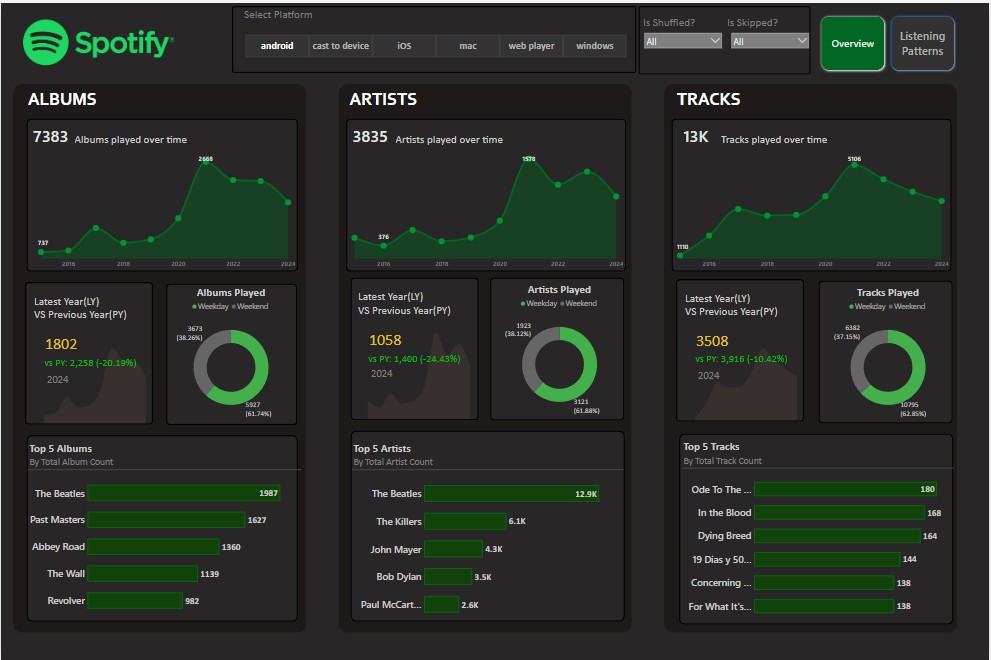 Spotify
Select Platform
android
cast to device
iOS
mac
web player
windows
Is Shuffled?
All
Is Skipped?
All
Overview
Listening
Patterns
ALBUMS
7383 Albums played over time
2668
737
2016 2018 2020 2022 2024
Latest Year(LY)
VS Previous Year(PY)
1802
vs PY: 2,258 (-20.19%)
2024
Albums Played
Weekday Weekend
3673
(38.26%)
5927
(61.74%)
Top 5 Albums
By Total Album Count
The Beatles 1987
Past Masters 1627
Abbey Road 1360
The Wall 1139
Revolver 982
ARTISTS
3835 Artists played over time
1578
376
2016 2018 2020 2022 2024
Latest Year(LY)
VS Previous Year(PY)
1058
vs PY: 1,400 (-24.43%)
2024
Artists Played
Weekday Weekend
1923
(38.12%)
3121
(61.88%)
Top 5 Artists
By Total Artist Count
The Beatles 12.9K
The Killers 6.1K
John Mayer 4.3K
Bob Dylan 3.5K
Paul McCart... 2.6K
TRACKS
13K Tracks played over time
5106
1110
2016 2018 2020 2022 2024
Latest Year(LY)
VS Previous Year(PY)
3508
vs PY: 3,916 (-10.42%)
2024
Tracks Played
Weekday Weekend
6382
(37.15%)
10795
(62.85%)
Top 5 Tracks
By Total Track Count
Ode To The ... 180
In the Blood 168
Dying Breed 164
19 Dias y 50... 144
Concerning ... 138
For What It's... 138